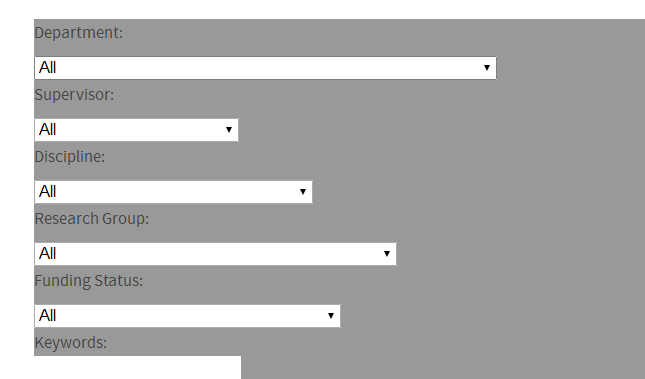 Department:
All
Supervisor:
All
Discipline:
All
Research Group:
All
Funding Status:
All
Keywords: